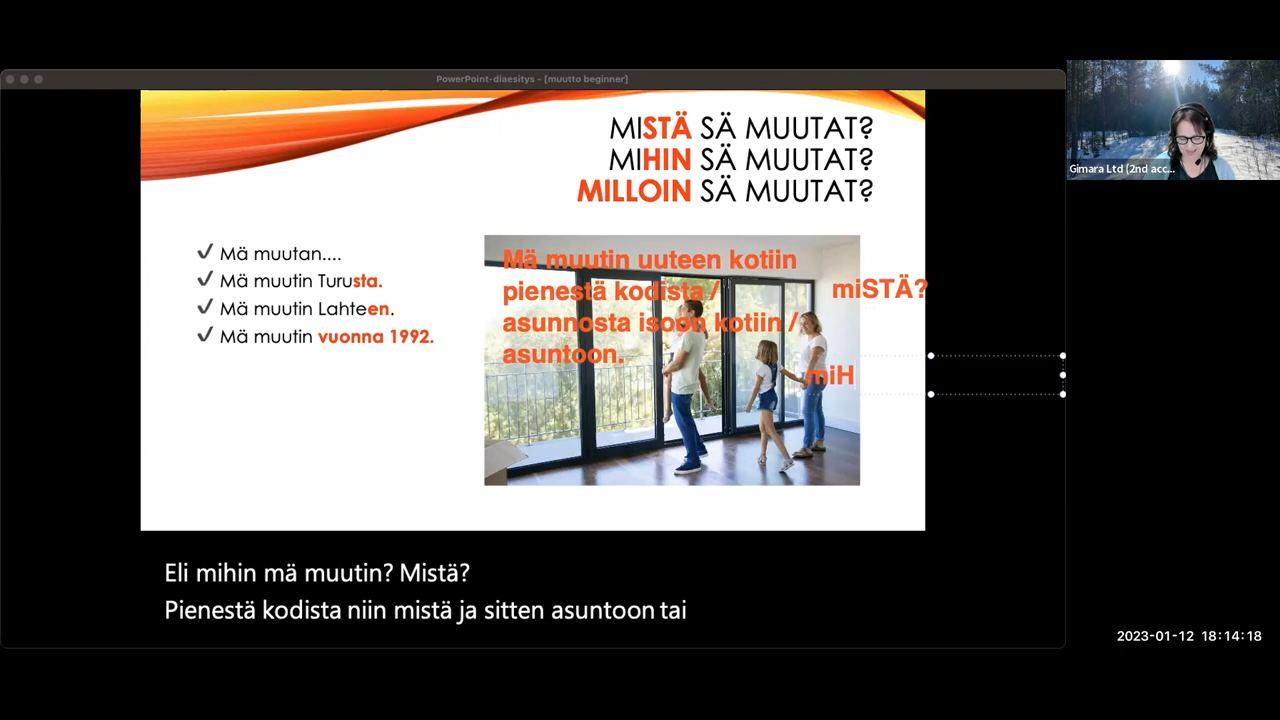 PowerPoint-diaesitys - [muutto beginner]
MISTÄ SÄ MUUTAT?
MIHIN SÄ MUUTAT?
MILLOIN SÄ MUUTAT?
Mä muutan....
Mä muutin Turusta.
Mä muutin Lahteen.
Mä muutin vuonna 1992.
Mä muutin uuteen kotiin
pienestä kodista /
asunnosta isoon kotiin /
asuntoon.
miSTÄ?
miH
Gimara Ltd (2nd acc...
Eli mihin mä muutin? Mistä?
Pienestä kodista niin mistä ja sitten asuntoon tai
2023-01-12 18:14:18